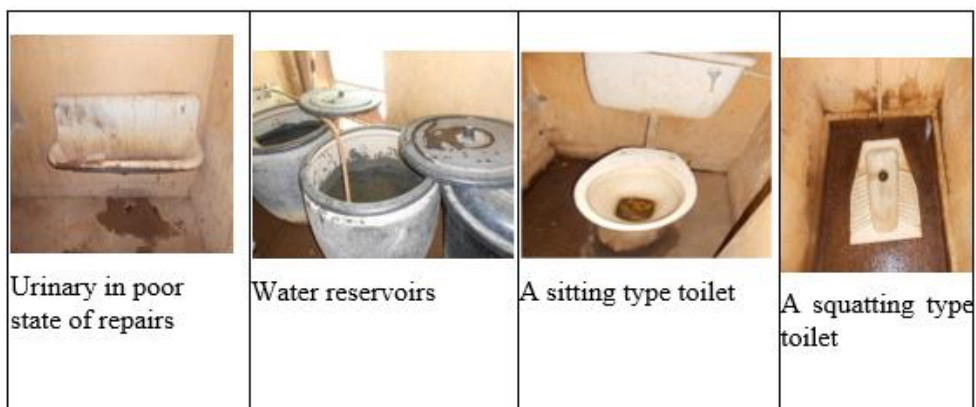 Urinary in poor
state of repairs
Water reservoirs
A sitting type toilet
A squatting type
toilet